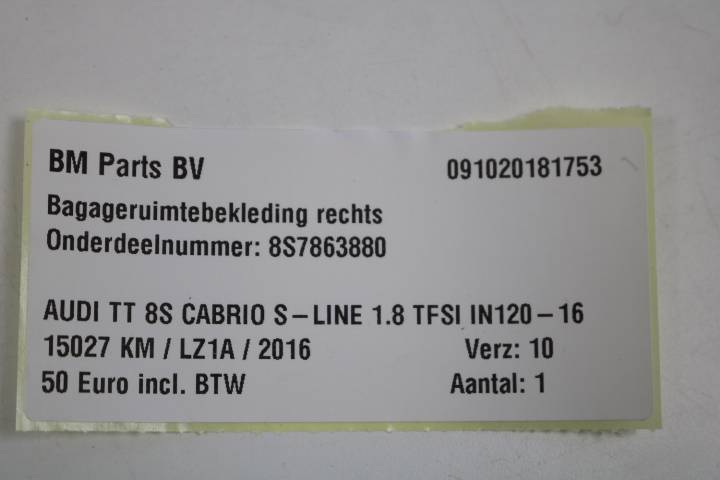 BM Parts BV 091020181753
Bagageruimtebekleding rechts
Onderdeelnummer: 8S7863880
AUDI TT 8S CABRIO S-LINE 1.8 TFSI IN120-16
15027 KM / LZ1A / 2016 Verz: 10
50 Euro incl. BTW Aantal: 1